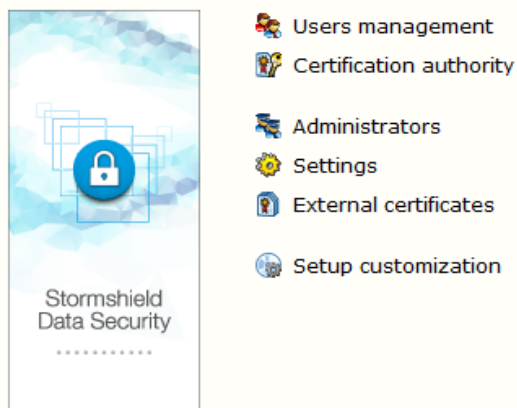 Stormshield
Data Security
Users management
Certification authority
Administrators
Settings
External certificates
Setup customization